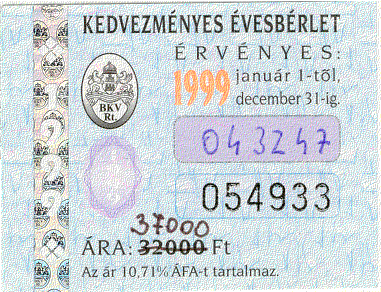 KEDVEZMÉNYES ÉVESBÉRLET
ÉRVÉNYES:
1999 január 1-től,
december 31-ig.
BKV
Rt.
043247
054933
37000
ÁRA: 32000 Ft
Az ár 10,71% ÁFA-t tartalmaz.